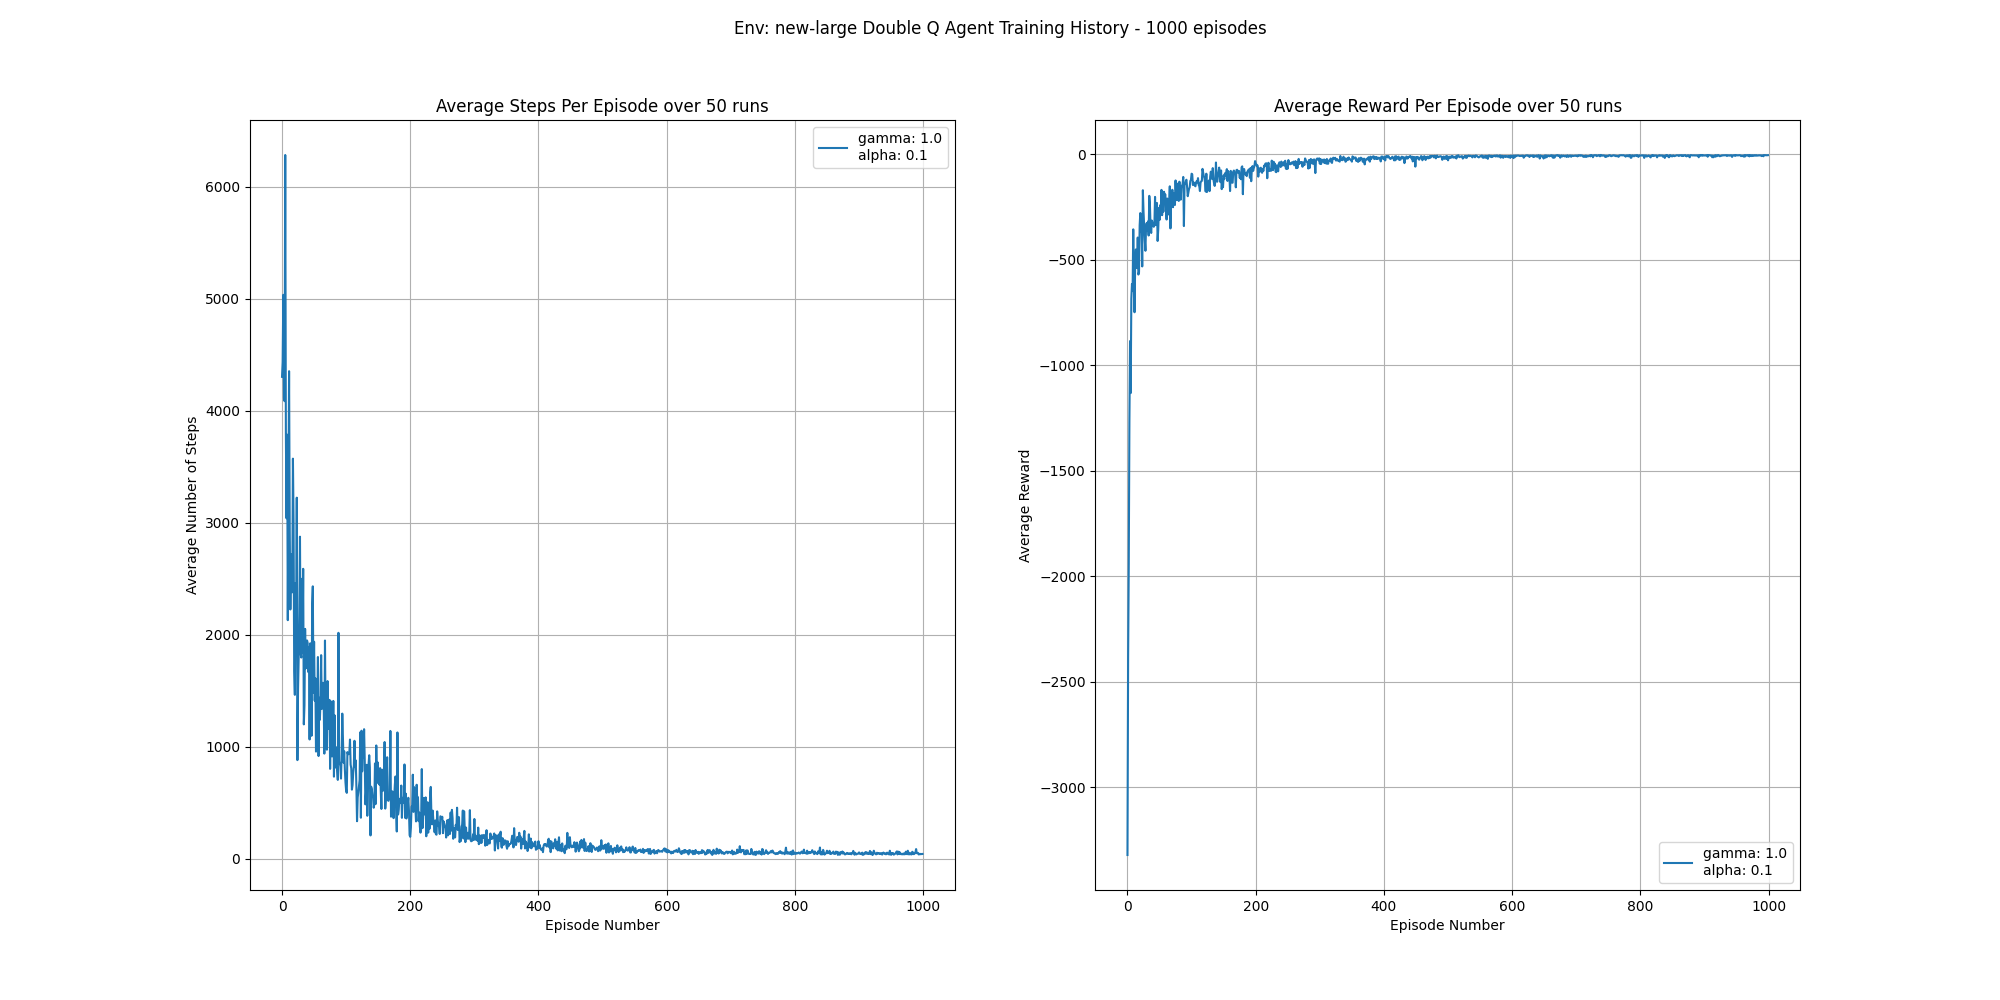 Env: new-large Double Q Agent Training History - 1000 episodes
Average Steps Per Episode over 50 runs
gamma: 1.0
alpha: 0.1
6000
5000
4000
3000
2000
1000
0
Average Number of Steps
0 200 400 600 800 1000
Episode Number
Average Reward Per Episode over 50 runs
0
−500
−1000
−1500
−2000
−2500
−3000
Average Reward
gamma: 1.0
alpha: 0.1
0 200 400 600 800 1000
Episode Number